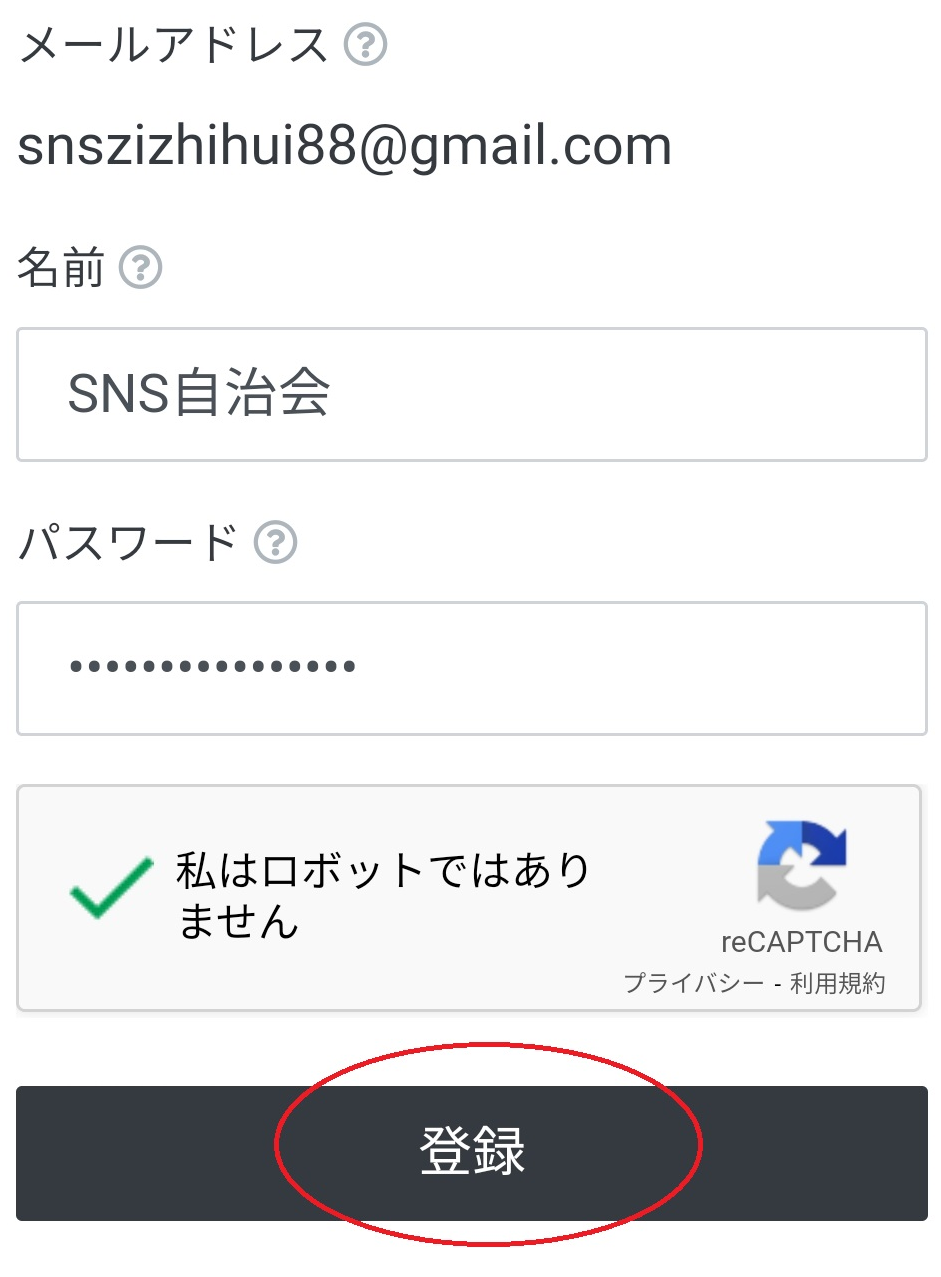 メールアドレス ?
snszizhihui88@gmail.com
名前 ?
SNS自治会
パスワード ?
••••••••••••••••
私はロボットではあり
ません
reCAPTCHA
プライバシー - 利用規約
登録